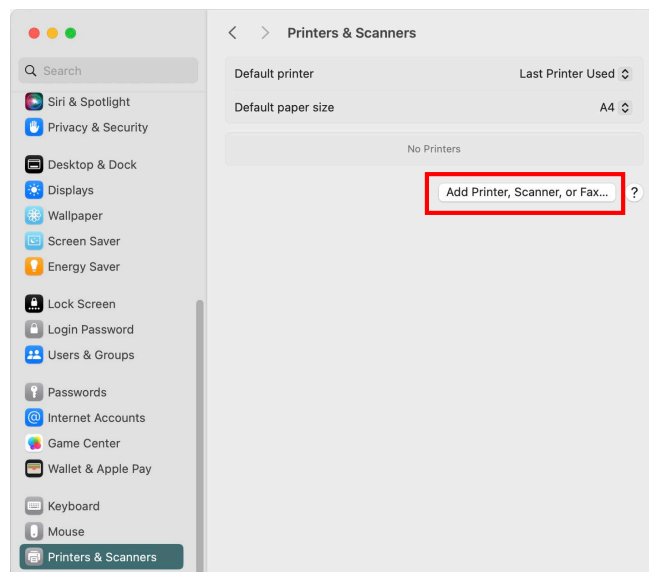 Printers & Scanners
Search
Siri & Spotlight
Privacy & Security
Desktop & Dock
Displays
Wallpaper
Screen Saver
Energy Saver
Lock Screen
Login Password
Users & Groups
Passwords
Internet Accounts
Game Center
Wallet & Apple Pay
Keyboard
Mouse
Printers & Scanners
Default printer Last Printer Used
Default paper size A4
No Printers
Add Printer, Scanner, or Fax... ?